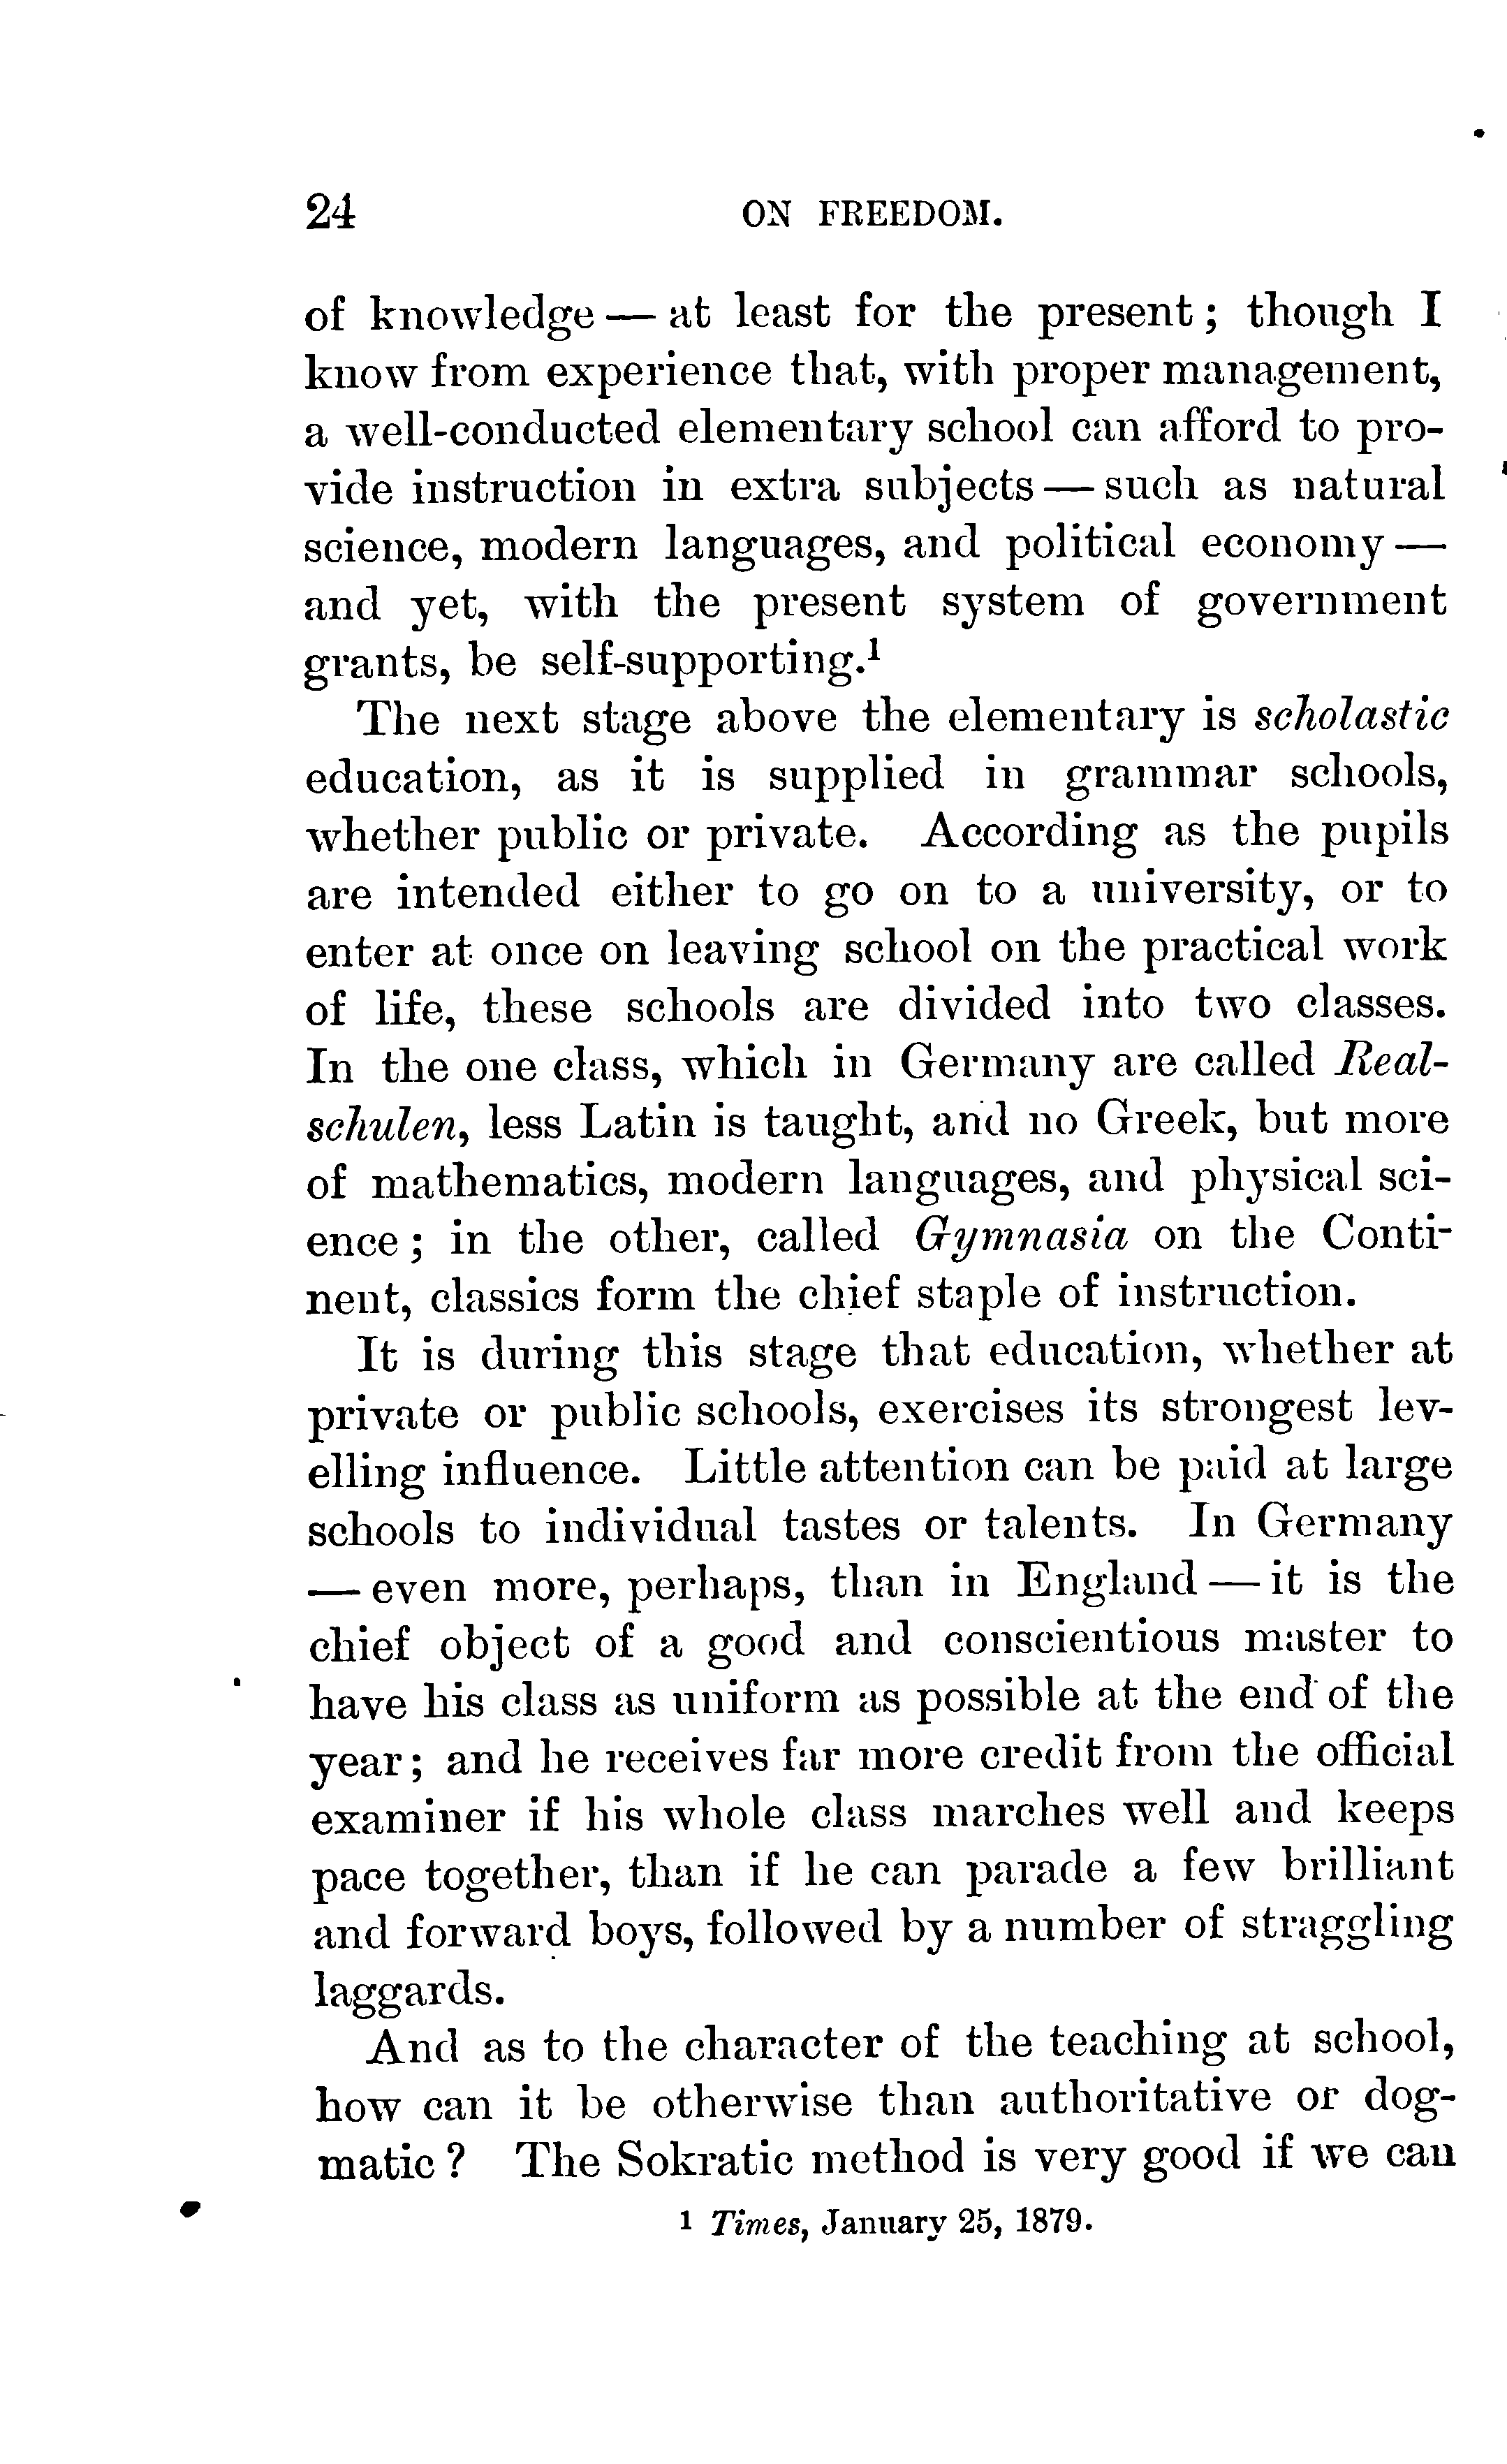 24 ON FREEDOM.
of knowledge — at least for the present; though I
know from experience that, with proper management,
a well-conducted elementary school can afford to pro-
vide instruction in extra subjects — such as natural
science, modern languages, and political economy —
and yet, with the present system of government
grants, be self-supporting.¹
The next stage above the elementary is scholastic
education, as it is supplied in grammar schools,
whether public or private. According as the pupils
are intended either to go on to a university, or to
enter at once on leaving school on the practical work
of life, these schools are divided into two classes.
In the one class, which in Germany are called Real-
schulen, less Latin is taught, and no Greek, but more
of mathematics, modern languages, and physical sci-
ence; in the other, called Gymnasia on the Conti-
nent, classics form the chief staple of instruction.
It is during this stage that education, whether at
private or public schools, exercises its strongest lev-
elling influence. Little attention can be paid at large
schools to individual tastes or talents. In Germany
— even more, perhaps, than in England — it is the
chief object of a good and conscientious master to
have his class as uniform as possible at the end of the
year; and he receives far more credit from the official
examiner if his whole class marches well and keeps
pace together, than if he can parade a few brilliant
and forward boys, followed by a number of straggling
laggards.
And as to the character of the teaching at school,
how can it be otherwise than authoritative or dog-
matic? The Sokratic method is very good if we can
¹ Times, January 25, 1879.